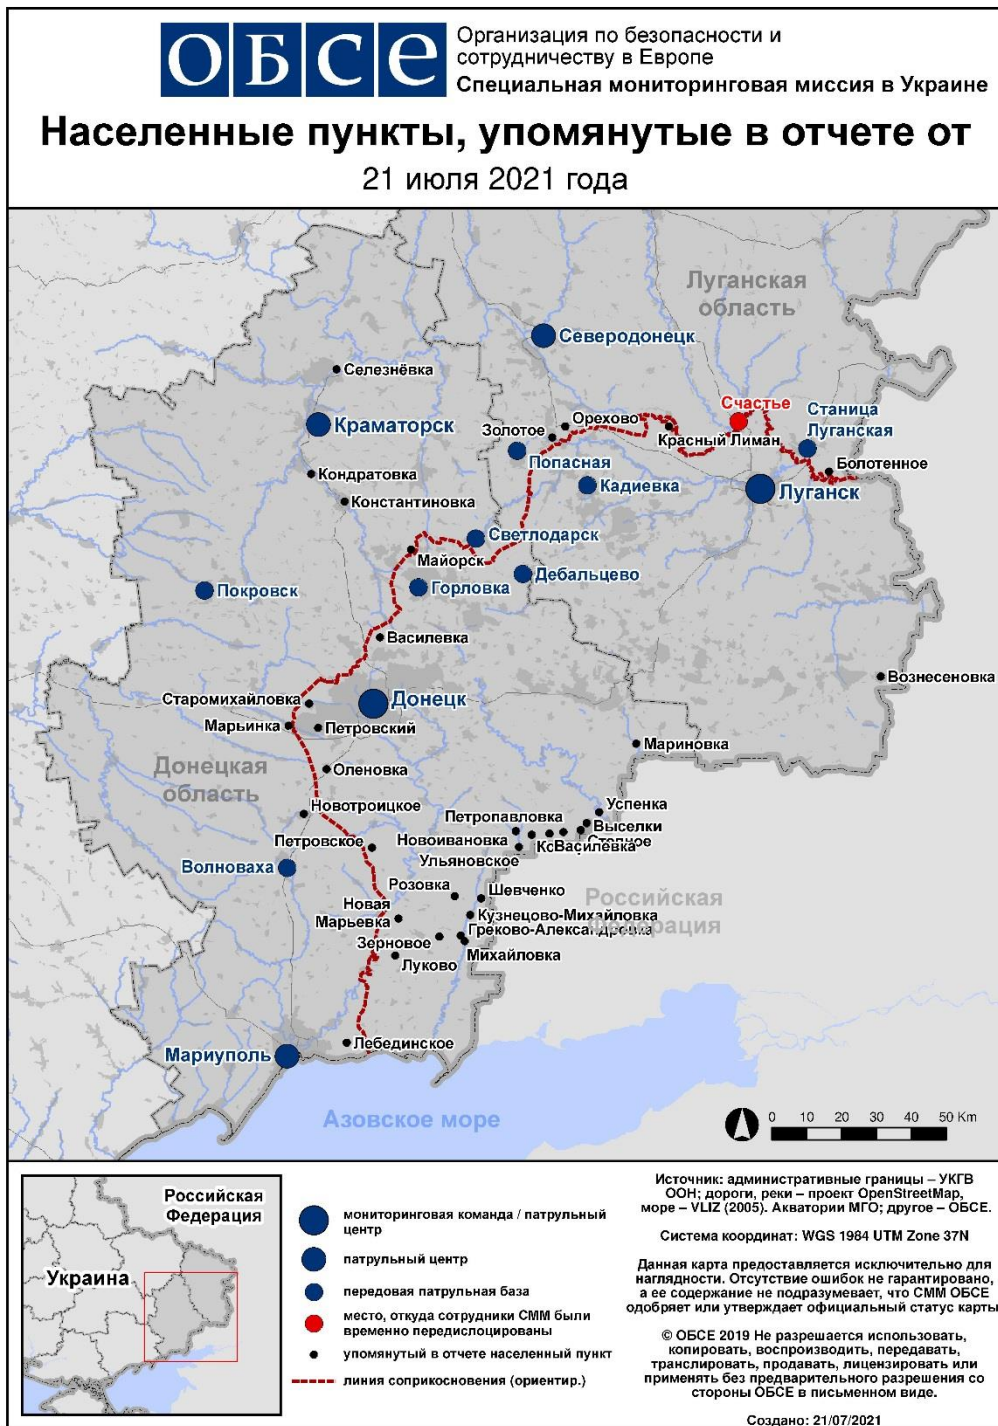 ОБСЕ
Организация по безопасности и
сотрудничеству в Европе
Специальная мониторинговая миссия в Украине
Населенные пункты, упомянутые в отчете от
21 июля 2021 года
Луганская
область
Северодонецк
Селезнёвка
Счастье
Станица
Луганская
Орехово
Краматорск
Золотое
Красный Лиман
Попасная
Болотенное
Кондратовка
Кадиевка
Луганск
Константиновка
Светлодарск
Майорск
Дебальцево
Покровск
Горловка
Василевка
Вознесеновка
Старомихайловка
Донецк
Марьинка
Петровский
Мариновка
Донецкая
область
Оленовка
Новотроицкое
Успенка
Петропавловка
Выселки
Петровское
Новоивановка
Василевка
Ульяновское
Волноваха
Розовка
Шевченко
Российская
Федерация
Новая
Марьевка
Кузнецово-Михайловка
Греково-Александровка
Зерновое
Михайловка
Луково
Лебединское
Мариуполь
Азовское море
0 10 20 30 40 50 Km
Российская
Федерация
Украина
мониторинговая команда / патрульный
центр
патрульный центр
передовая патрульная база
место, откуда сотрудники СММ были
временно передислоцированы
упомянутый в отчете населенный пункт
линия соприкосновения (ориентир.)
Источник: административные границы – УКГВ
ООН; дороги, реки – проект OpenStreetMap,
море – VLIZ (2005). Акватории МГО; другое – ОБСЕ.
Система координат: WGS 1984 UTM Zone 37N
Данная карта предоставляется исключительно для
наглядности. Отсутствие ошибок не гарантировано,
а ее содержание не подразумевает, что СММ ОБСЕ
одобряет или утверждает официальный статус карты
© ОБСЕ 2019 Не разрешается использовать,
копировать, воспроизводить, передавать,
транслировать, продавать, лицензировать или
применять без предварительного разрешения со
стороны ОБСЕ в письменном виде.
Создано: 21/07/2021